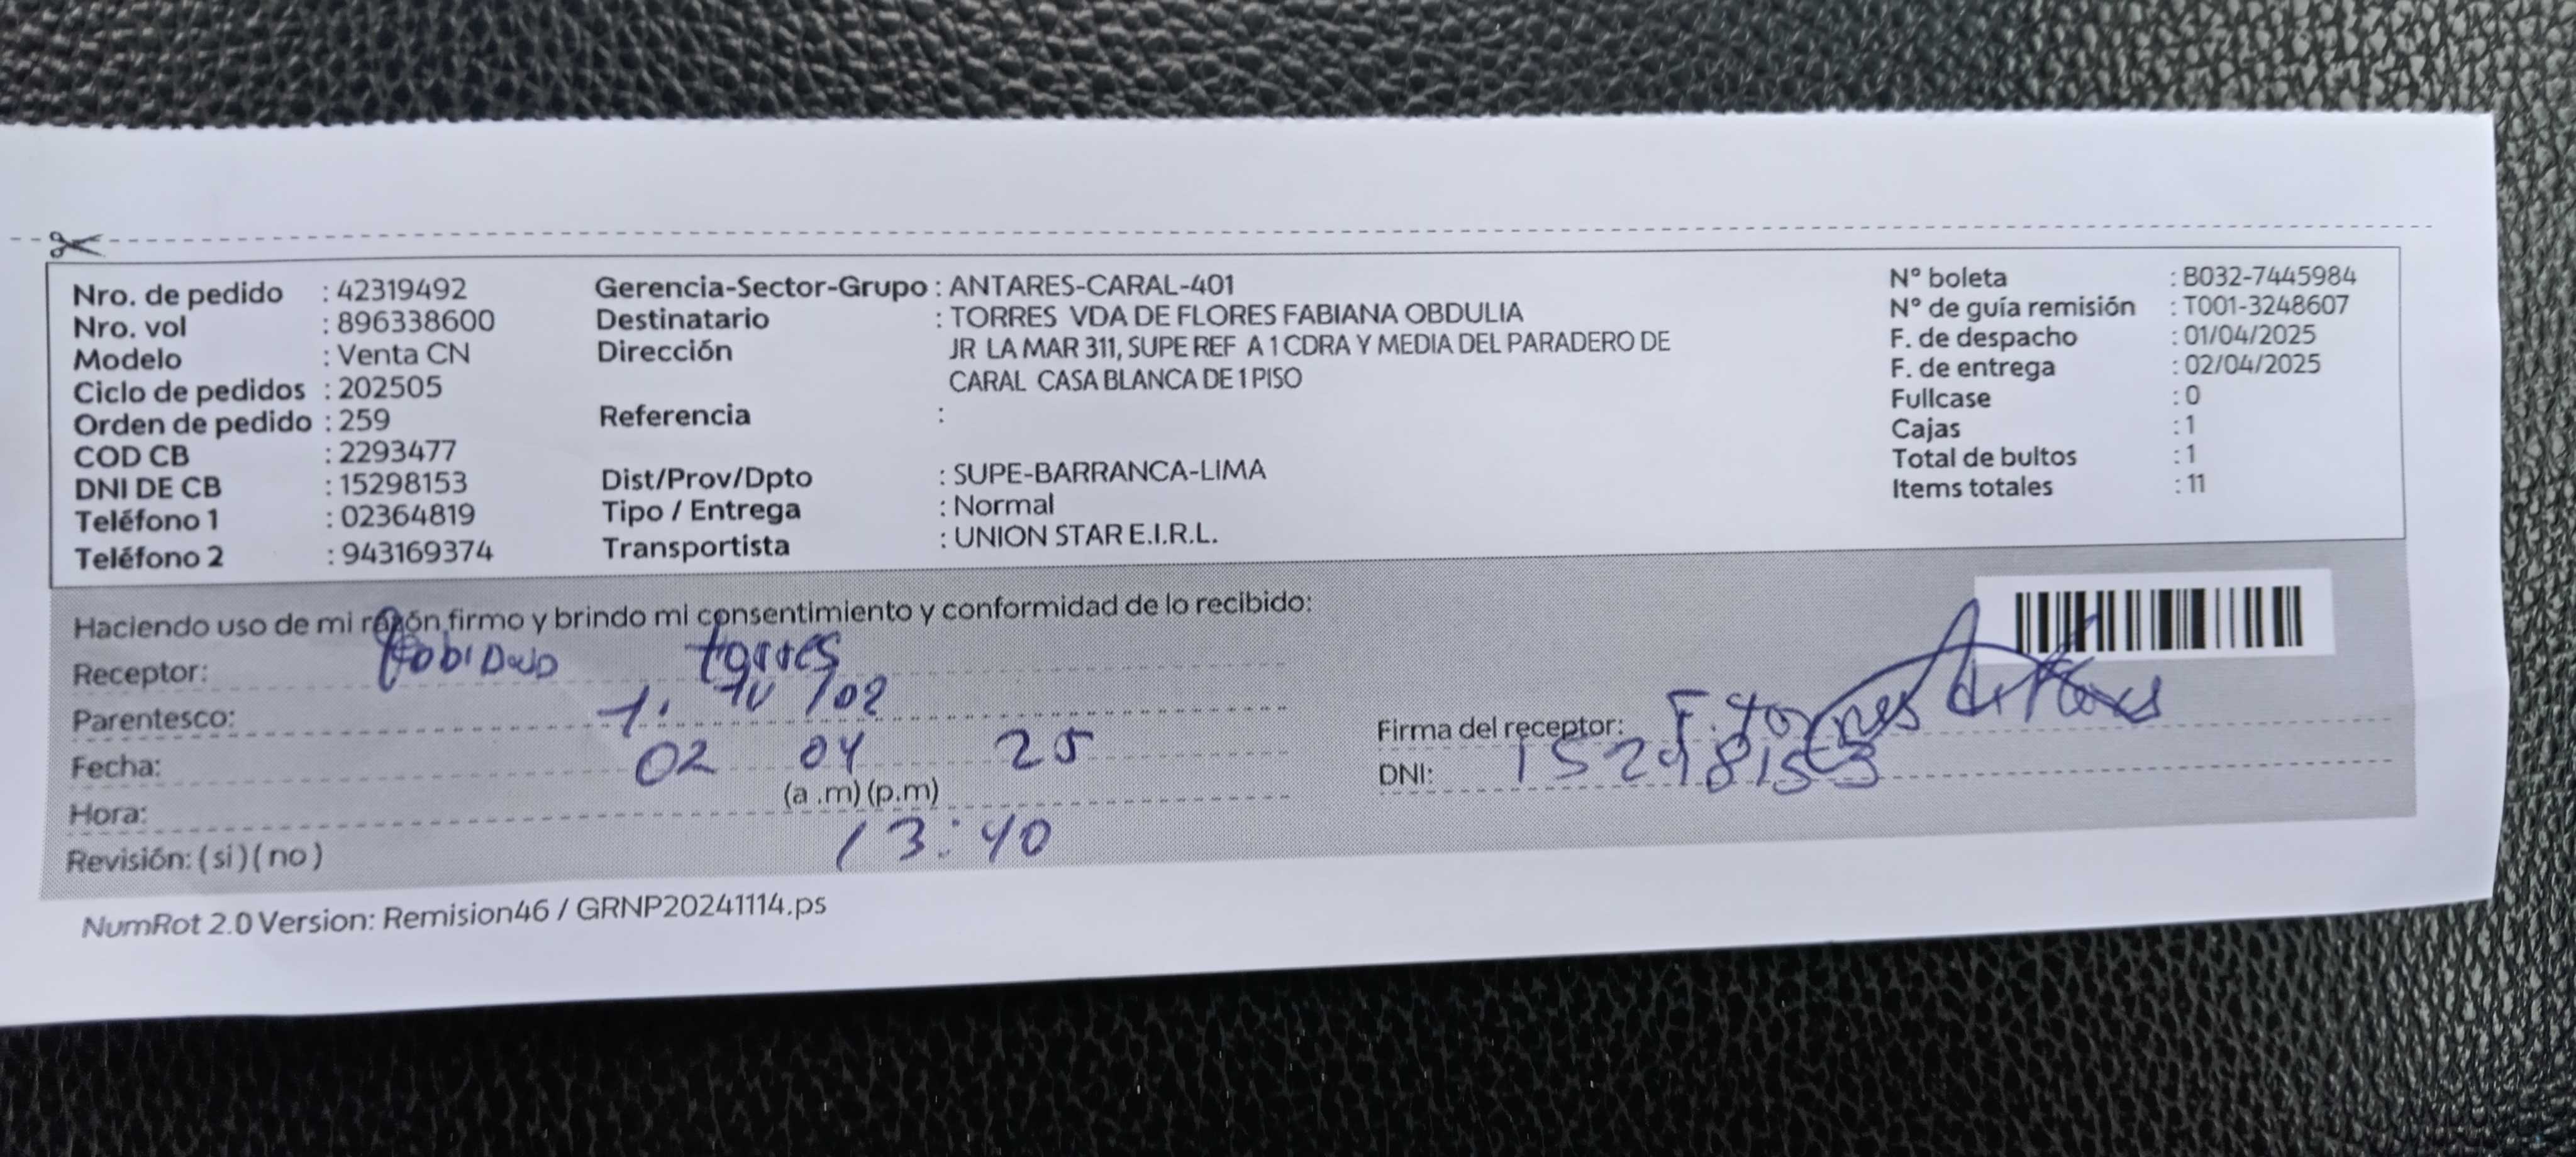 Nro. de pedido : 42319492
Nro. vol : 896338600
Modelo : Venta CN
Ciclo de pedidos : 202505
Orden de pedido : 259
COD CB : 2293477
DNI DE CB : 15298153
Teléfono 1 : 02364819
Teléfono 2 : 943169374
Gerencia-Sector-Grupo : ANTARES-CARAL-401
Destinatario : TORRES VDA DE FLORES FABIANA OBDULIA
Dirección JR LA MAR 311, SUPE REF A 1 CDRA Y MEDIA DEL PARADERO DE
CARAL CASA BLANCA DE 1 PISO
Referencia :
Dist/Prov/Dpto : SUPE-BARRANCA-LIMA
Tipo / Entrega : Normal
Transportista : UNION STAR E.I.R.L.
Nº boleta : B032-7445984
Nº de guía remisión : T001-3248607
F. de despacho : 01/04/2025
F. de entrega : 02/04/2025
Fullcase : 0
Cajas : 1
Total de bultos : 1
Items totales : 11
Haciendo uso de mi razón firmo y brindo mi consentimiento y conformidad de lo recibido:
Receptor: torres
Parentesco:
Fecha: 02 04 25
Hora: (a .m) (p.m)
13:40
Revisión: ( si ) ( no )
Firma del receptor: F. torres de flores
DNI: 15298153
NumRot 2.0 Version: Remision46 / GRNP20241114.ps